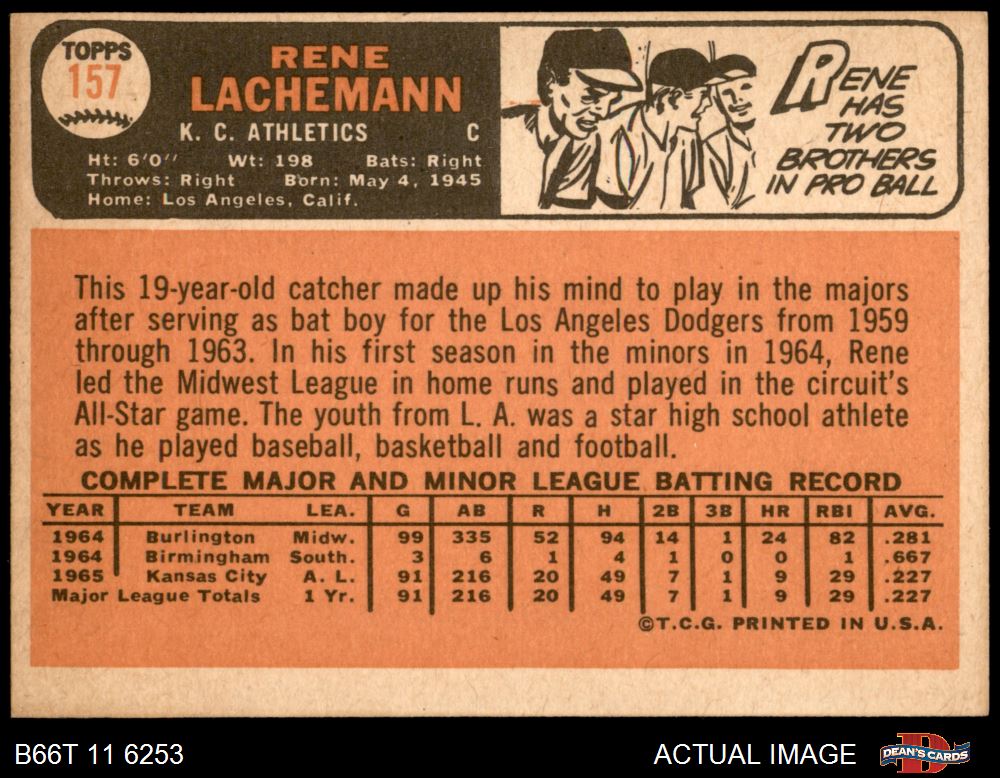 TOPPS
157
RENE
LACHEMANN
K. C. ATHLETICS C
Ht: 6'0" Wt: 198 Bats: Right
Throws: Right Born: May 4, 1945
Home: Los Angeles, Calif.
RENE
HAS
TWO
BROTHERS
IN PRO BALL
This 19-year-old catcher made up his mind to play in the majors
after serving as bat boy for the Los Angeles Dodgers from 1959
through 1963. In his first season in the minors in 1964, Rene
led the Midwest League in home runs and played in the circuit's
All-Star game. The youth from L. A. was a star high school athlete
as he played baseball, basketball and football.
COMPLETE MAJOR AND MINOR LEAGUE BATTING RECORD
YEAR TEAM LEA. G AB R H 2B 3B HR RBI AVG.
1964 Burlington Midw. 99 335 52 94 14 1 24 82 .281
1964 Birmingham South. 3 6 1 4 1 0 0 1 .667
1965 Kansas City A. L. 91 216 20 49 7 1 9 29 .227
Major League Totals 1 Yr. 91 216 20 49 7 1 9 29 .227
©T.C.G. PRINTED IN U.S.A.
B66T 11 6253 ACTUAL IMAGE DEAN'S CARDS